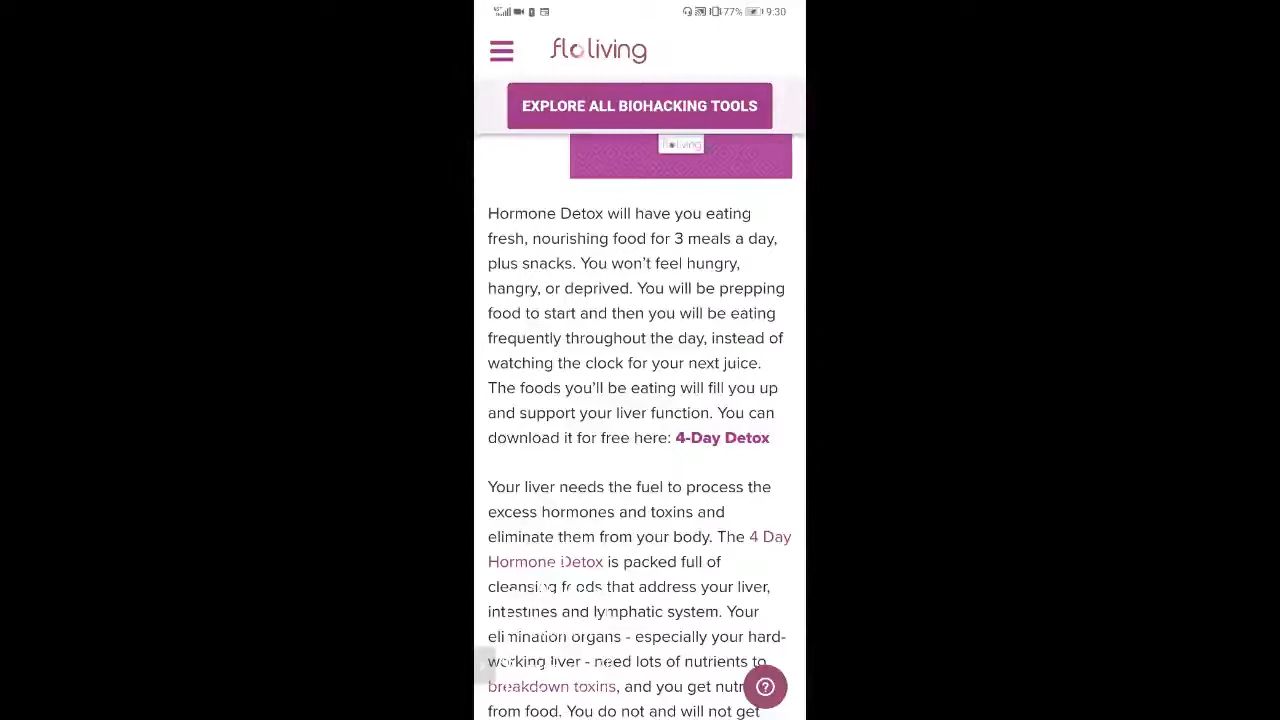 77% 9:30
floliving
EXPLORE ALL BIOHACKING TOOLS
floliving
Hormone Detox will have you eating
fresh, nourishing food for 3 meals a day,
plus snacks. You won’t feel hungry,
hangry, or deprived. You will be prepping
food to start and then you will be eating
frequently throughout the day, instead of
watching the clock for your next juice.
The foods you’ll be eating will fill you up
and support your liver function. You can
download it for free here: 4-Day Detox
Your liver needs the fuel to process the
excess hormones and toxins and
eliminate them from your body. The 4 Day
Hormone Detox is packed full of
cleansing foods that address your liver,
intestines and lymphatic system. Your
elimination organs - especially your hard-
working liver - need lots of nutrients to
breakdown toxins, and you get nutr
from food. You do not and will not get